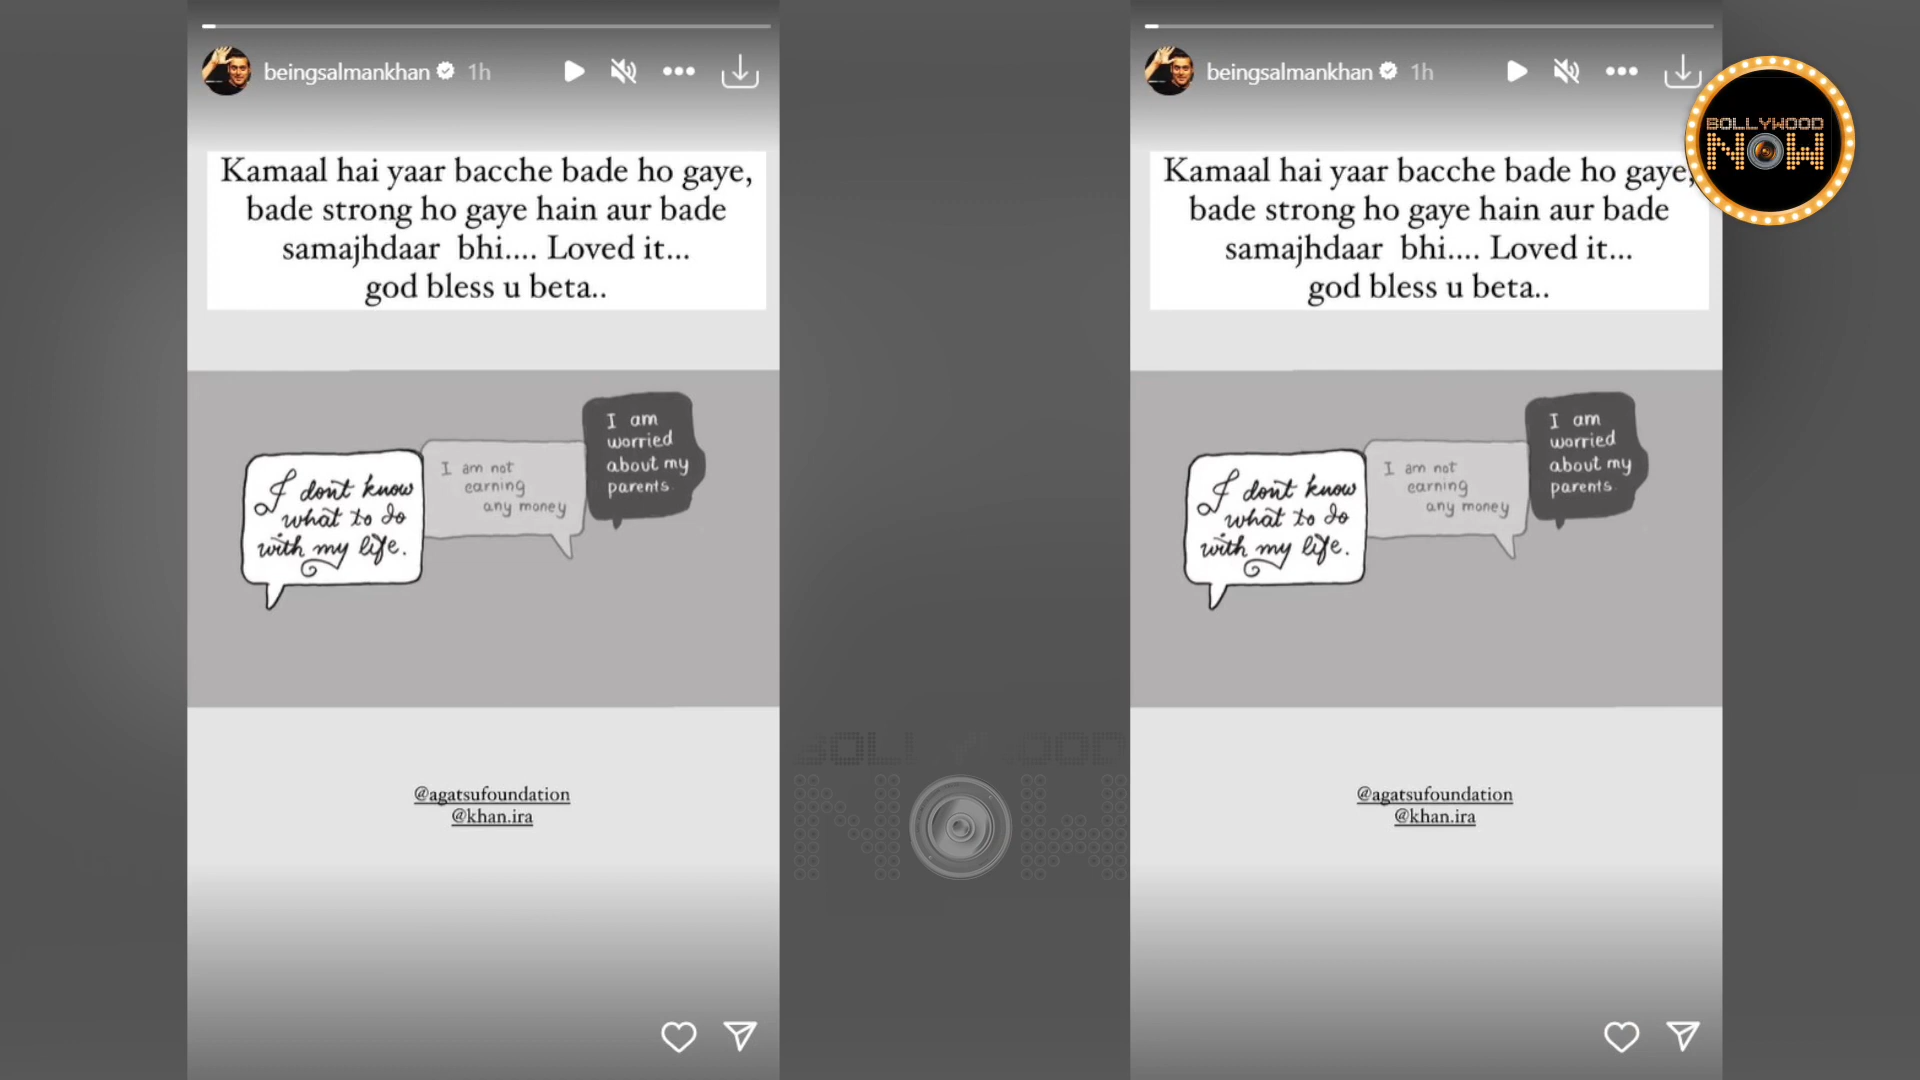 beingsalmankhan 1h
Kamaal hai yaar bacche bade ho gaye,
bade strong ho gaye hain aur bade
samajhdaar bhi.... Loved it...
god bless u beta..
I dont know
what to do
with my life.
I am not
earning
any money
I am
worried
about my
parents.
@agatsufoundation
@khan.ira
beingsalmankhan 1h
Kamaal hai yaar bacche bade ho gaye,
bade strong ho gaye hain aur bade
samajhdaar bhi.... Loved it...
god bless u beta..
I dont know
what to do
with my life.
I am not
earning
any money
I am
worried
about my
parents.
@agatsufoundation
@khan.ira
BOLLYWOOD
NOW
BOLLYWOOD
NOW